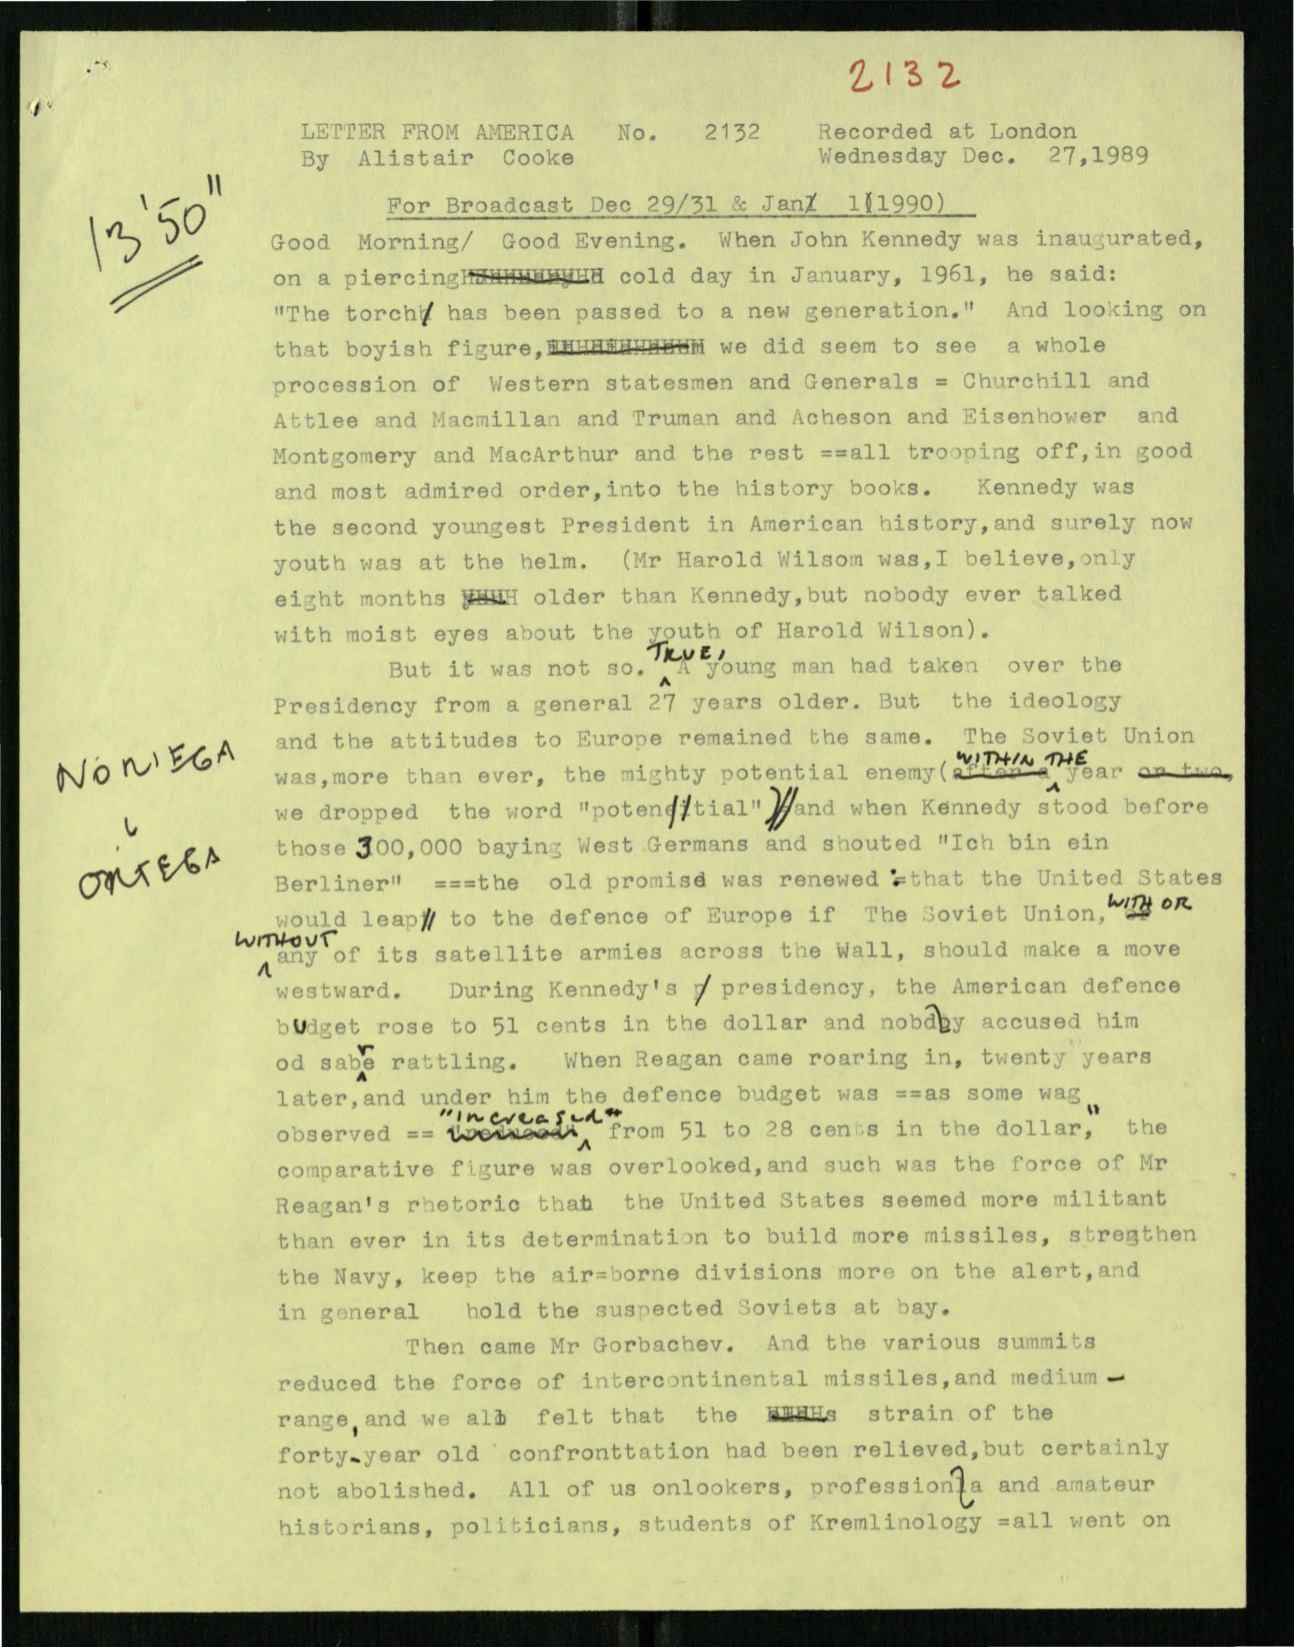 2132
LETTER FROM AMERICA No. 2132 Recorded at London
By Alistair Cooke Wednesday Dec. 27,1989
13'50"
For Broadcast Dec 29/31 & Jan 1 (1990)
Good Morning/ Good Evening. When John Kennedy was inaugurated,
on a piercing cold day in January, 1961, he said:
"The torch has been passed to a new generation." And looking on
that boyish figure, we did seem to see a whole
procession of Western statesmen and Generals = Churchill and
Attlee and Macmillan and Truman and Acheson and Eisenhower and
Montgomery and MacArthur and the rest ==all trooping off,in good
and most admired order,into the history books. Kennedy was
the second youngest President in American history,and surely now
youth was at the helm. (Mr Harold Wilsom was,I believe,only
eight months older than Kennedy,but nobody ever talked
with moist eyes about the youth of Harold Wilson).
But it was not so. TRUE, A young man had taken over the
Presidency from a general 27 years older. But the ideology
and the attitudes to Europe remained the same. The Soviet Union
NORIEGA
was,more than ever, the mighty potential enemy(after a WITHIN THE year or two,
we dropped the word "potential")and when Kennedy stood before
those 300,000 baying West Germans and shouted "Ich bin ein
ORTEGA
Berliner" ===the old promise was renewed :=that the United States
would leap to the defence of Europe if The Soviet Union, WITH OR
WITHOUT any of its satellite armies across the Wall, should make a move
westward. During Kennedy's presidency, the American defence
budget rose to 51 cents in the dollar and nobdoy accused him
od sabre rattling. When Reagan came roaring in, twenty years
later,and under him the defence budget was ==as some wag
observed == "increased" from 51 to 28 cents in the dollar," the
comparative figure was overlooked,and such was the force of Mr
Reagan's rhetoric that the United States seemed more militant
than ever in its determination to build more missiles, stregthen
the Navy, keep the air=borne divisions more on the alert,and
in general hold the suspected Soviets at bay.
Then came Mr Gorbachev. And the various summits
reduced the force of intercontinental missiles,and medium-
range, and we all felt that the strain of the
forty-year old confronttation had been relieved,but certainly
not abolished. All of us onlookers, professionla and amateur
historians, politicians, students of Kremlinology =all went on